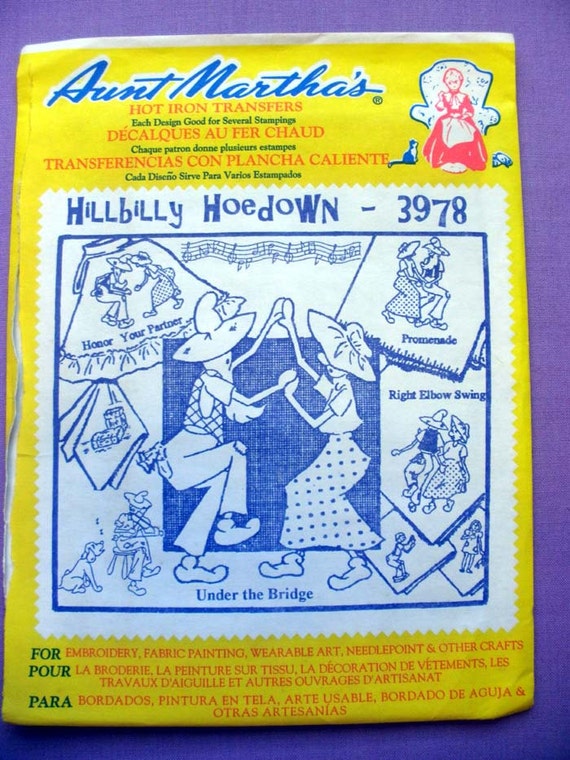 Aunt Martha's®
HOT IRON TRANSFERS
Each Design Good for Several Stampings
DÉCALQUES AU FER CHAUD
Chaque patron donne plusieurs estampes
TRANSFERENCIAS CON PLANCHA CALIENTE
Cada Diseño Sirve Para Varios Estampados
HILLBILLY HOEDOWN - 3978
Honor Your Partner
Promenade
Right Elbow Swing
Under the Bridge
FOR EMBROIDERY, FABRIC PAINTING, WEARABLE ART, NEEDLEPOINT & OTHER CRAFTS
POUR LA BRODERIE, LA PEINTURE SUR TISSU, LA DÉCORATION DE VÊTEMENTS, LES
TRAVAUX D'AIGUILLE ET AUTRES OUVRAGES D'ARTISANAT
PARA BORDADOS, PINTURA EN TELA, ARTE USABLE, BORDADO DE AGUJA &
OTRAS ARTESANÍAS